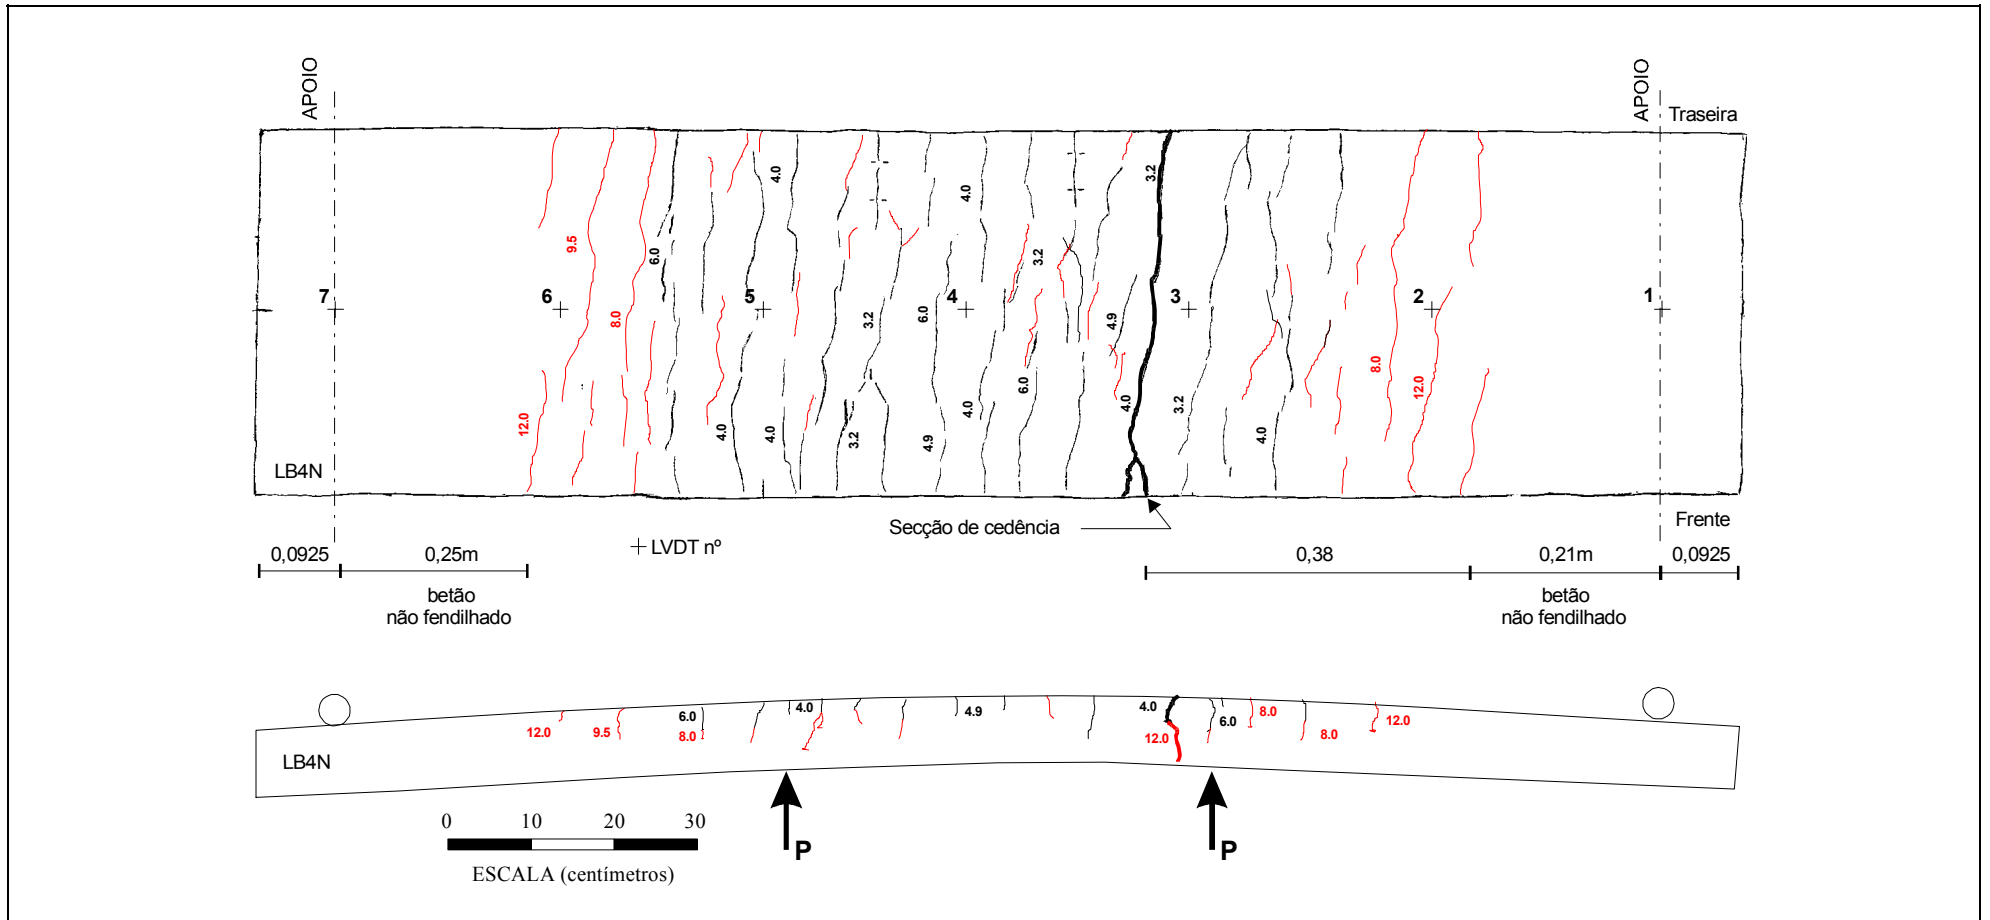 APOIO
APOIO
Traseira
3.2
4.0
4.0
9.5
6.0
3.2
7
6
5
4
3
2
1
8.0
3.2
6.0
4.9
8.0
6.0
12.0
4.0
3.2
4.0
12.0
4.0
4.0
3.2
4.9
4.0
LB4N
Secção de cedência
Frente
LVDT nº
0,0925
0,25m
0,38
0,21m
0,0925
betão
não fendilhado
betão
não fendilhado
6.0
4.0
4.9
4.0
6.0
8.0
12.0
12.0
9.5
8.0
12.0
8.0
LB4N
P
P
0 10 20 30
ESCALA (centímetros)